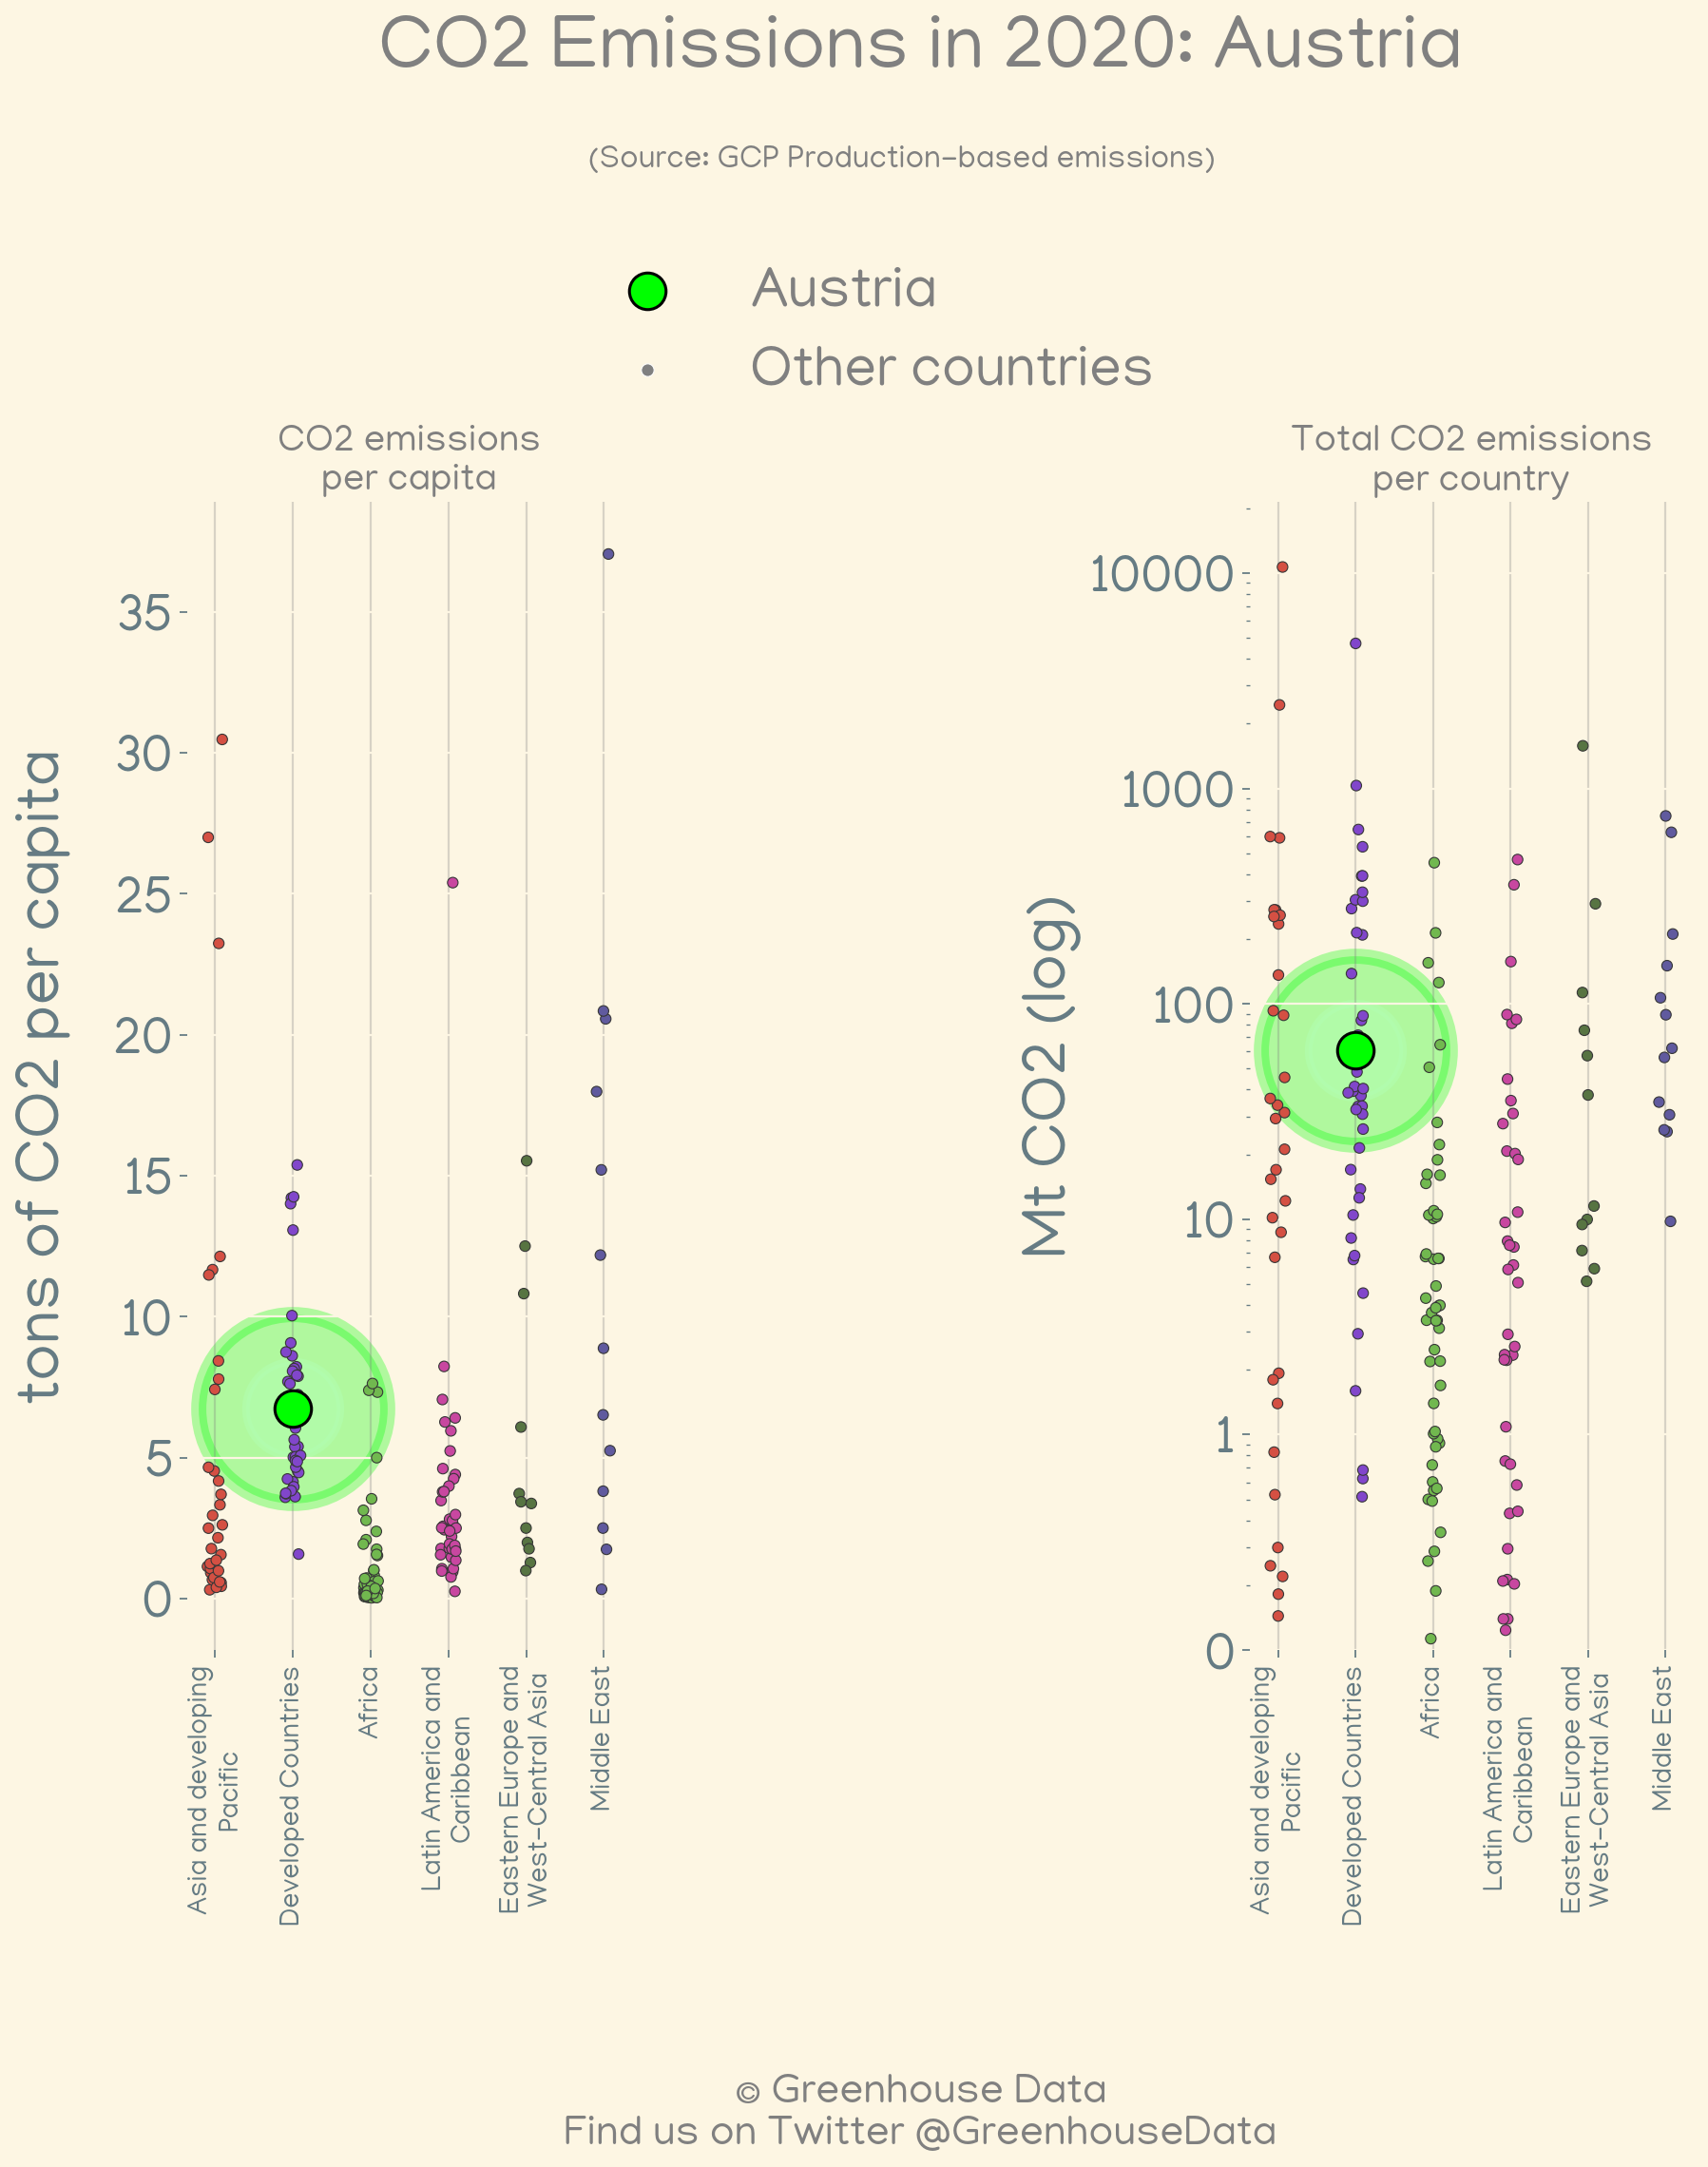 CO2 Emissions in 2020: Austria
(Source: GCP Production-based emissions)
Austria
Other countries
CO2 emissions
per capita
tons of CO2 per capita
35
30
25
20
15
10
5
0
Asia and developing
Pacific
Developed Countries
Africa
Latin America and
Caribbean
Eastern Europe and
West-Central Asia
Middle East
Total CO2 emissions
per country
Mt CO2 (log)
10000
1000
100
10
1
0
Asia and developing
Pacific
Developed Countries
Africa
Latin America and
Caribbean
Eastern Europe and
West-Central Asia
Middle East
© Greenhouse Data
Find us on Twitter @GreenhouseData